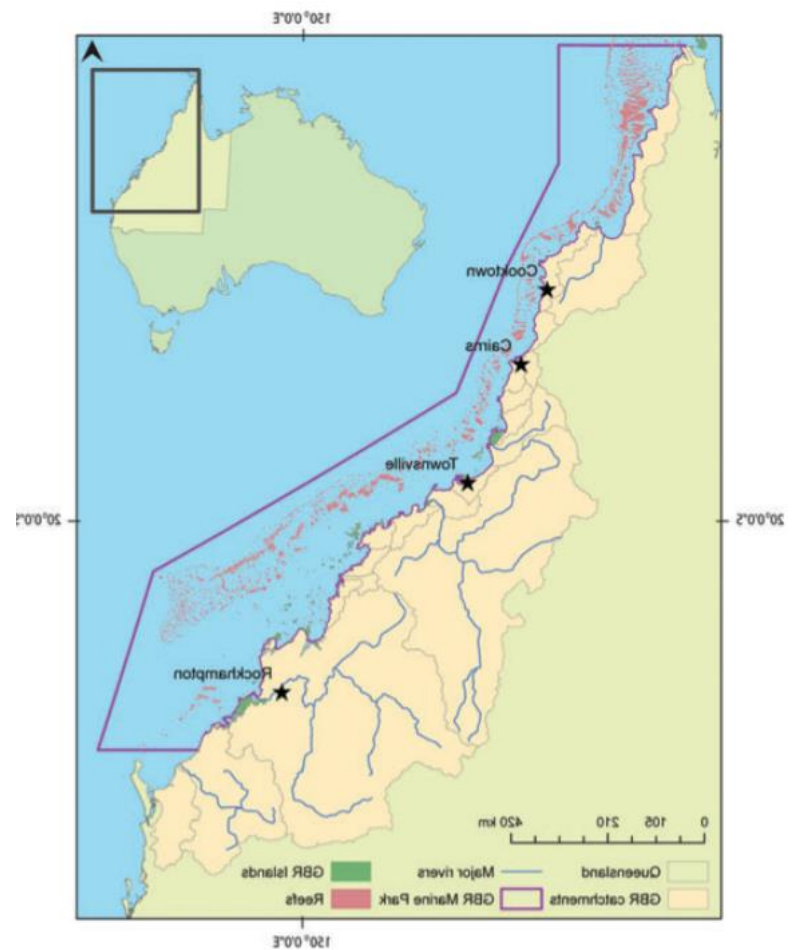 150°0'0"E
Cooktown
Cairns
Townsville
20°0'0"S
20°0'0"S
Rockhampton
0 105 210 420 km
Queensland Major rivers GBR Islands
GBR catchments GBR Marine Park Reefs
150°0'0"E